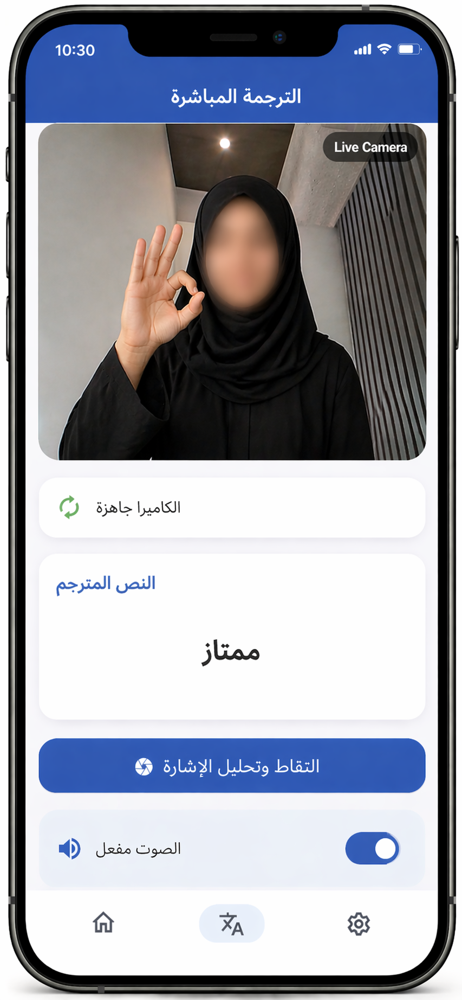 10:30
الترجمة المباشرة
Live Camera
الكاميرا جاهزة
النص المترجم
ممتاز
التقاط وتحليل الإشارة
الصوت مفعل